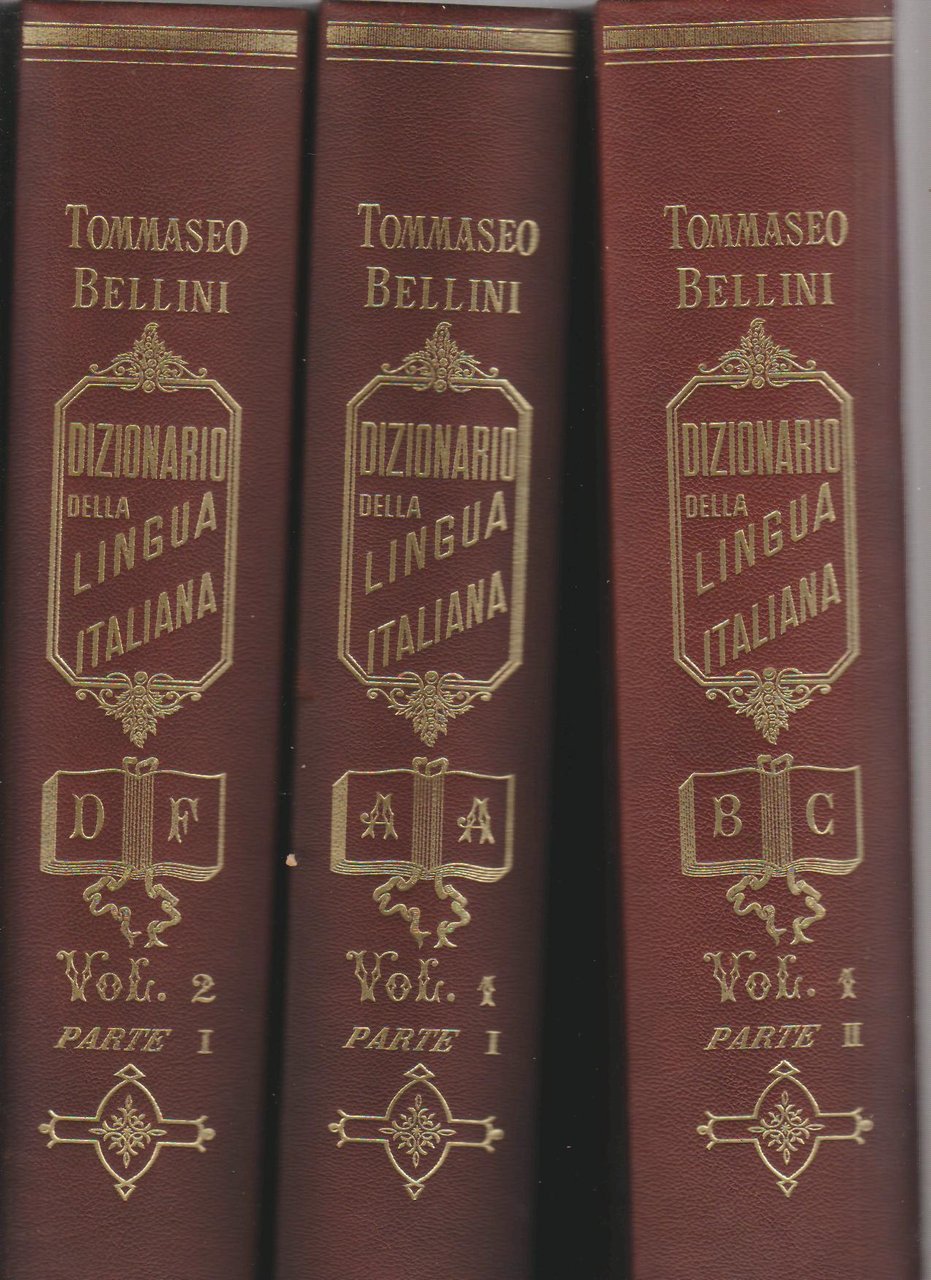 TOMMASEO
BELLINI
DIZIONARIO
DELLA
LINGUA
ITALIANA
D F
VOL. 2
PARTE I
TOMMASEO
BELLINI
DIZIONARIO
DELLA
LINGUA
ITALIANA
A A
VOL. 1
PARTE I
TOMMASEO
BELLINI
DIZIONARIO
DELLA
LINGUA
ITALIANA
B C
VOL. 1
PARTE II